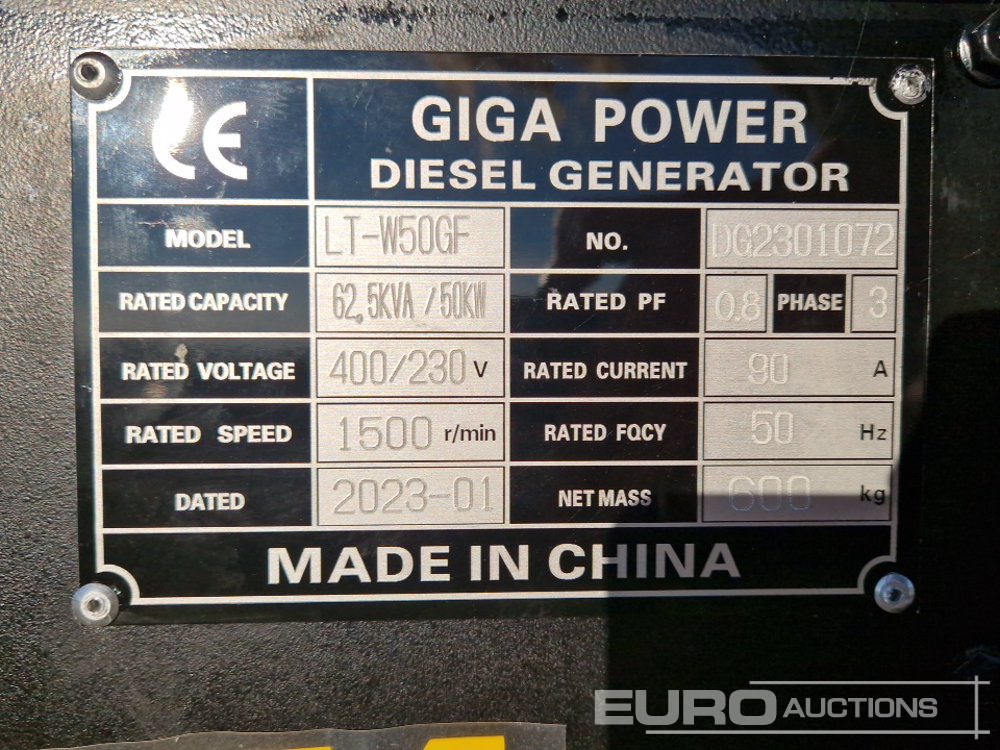 CE
GIGA POWER
DIESEL GENERATOR
MODEL LT-W50GF NO. DG2301072
RATED CAPACITY 62,5KVA/50KW RATED PF 0.8 PHASE 3
RATED VOLTAGE 400/230 V RATED CURRENT 90 A
RATED SPEED 1500 r/min RATED FQCY 50 Hz
DATED 2023-01 NET MASS 600 kg
MADE IN CHINA
EURO AUCTIONS